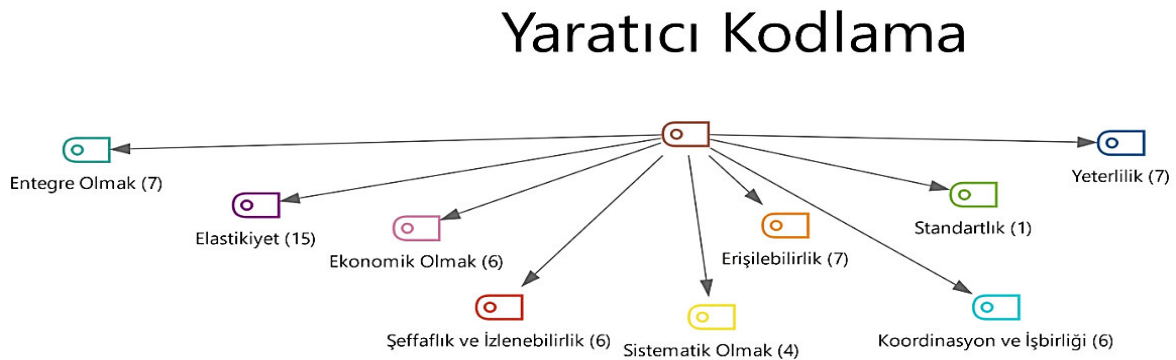 Yaratıcı Kodlama
Entegre Olmak (7)
Yeterlilik (7)
Elastikiyet (15)
Standartlık (1)
Ekonomik Olmak (6)
Erişilebilirlik (7)
Şeffaflık ve İzlenebilirlik (6)
Sistematik Olmak (4)
Koordinasyon ve İşbirliği (6)